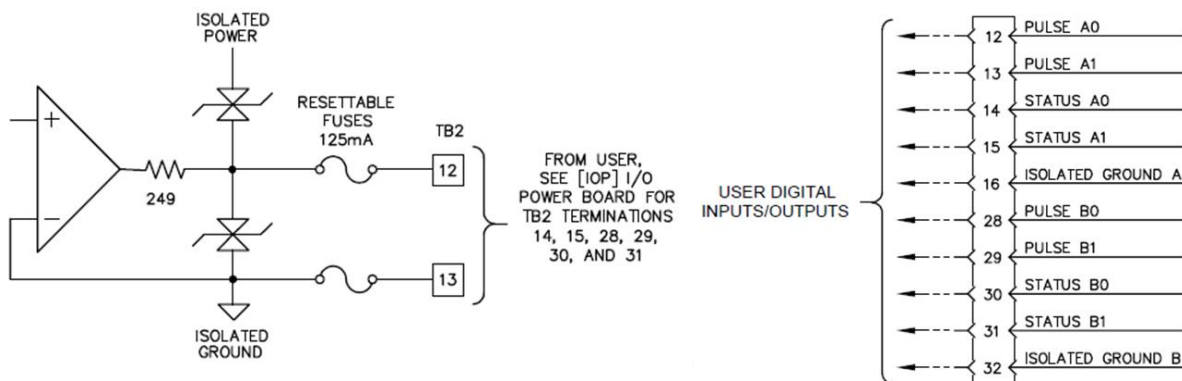 ISOLATED
POWER
+
-
249
RESETTABLE
FUSES
125mA
TB2
12
13
ISOLATED
GROUND
FROM USER,
SEE [IOP] I/O
POWER BOARD FOR
TB2 TERMINATIONS
14, 15, 28, 29,
30, AND 31
USER DIGITAL
INPUTS/OUTPUTS
12 PULSE A0
13 PULSE A1
14 STATUS A0
15 STATUS A1
16 ISOLATED GROUND A
28 PULSE B0
29 PULSE B1
30 STATUS B0
31 STATUS B1
32 ISOLATED GROUND B